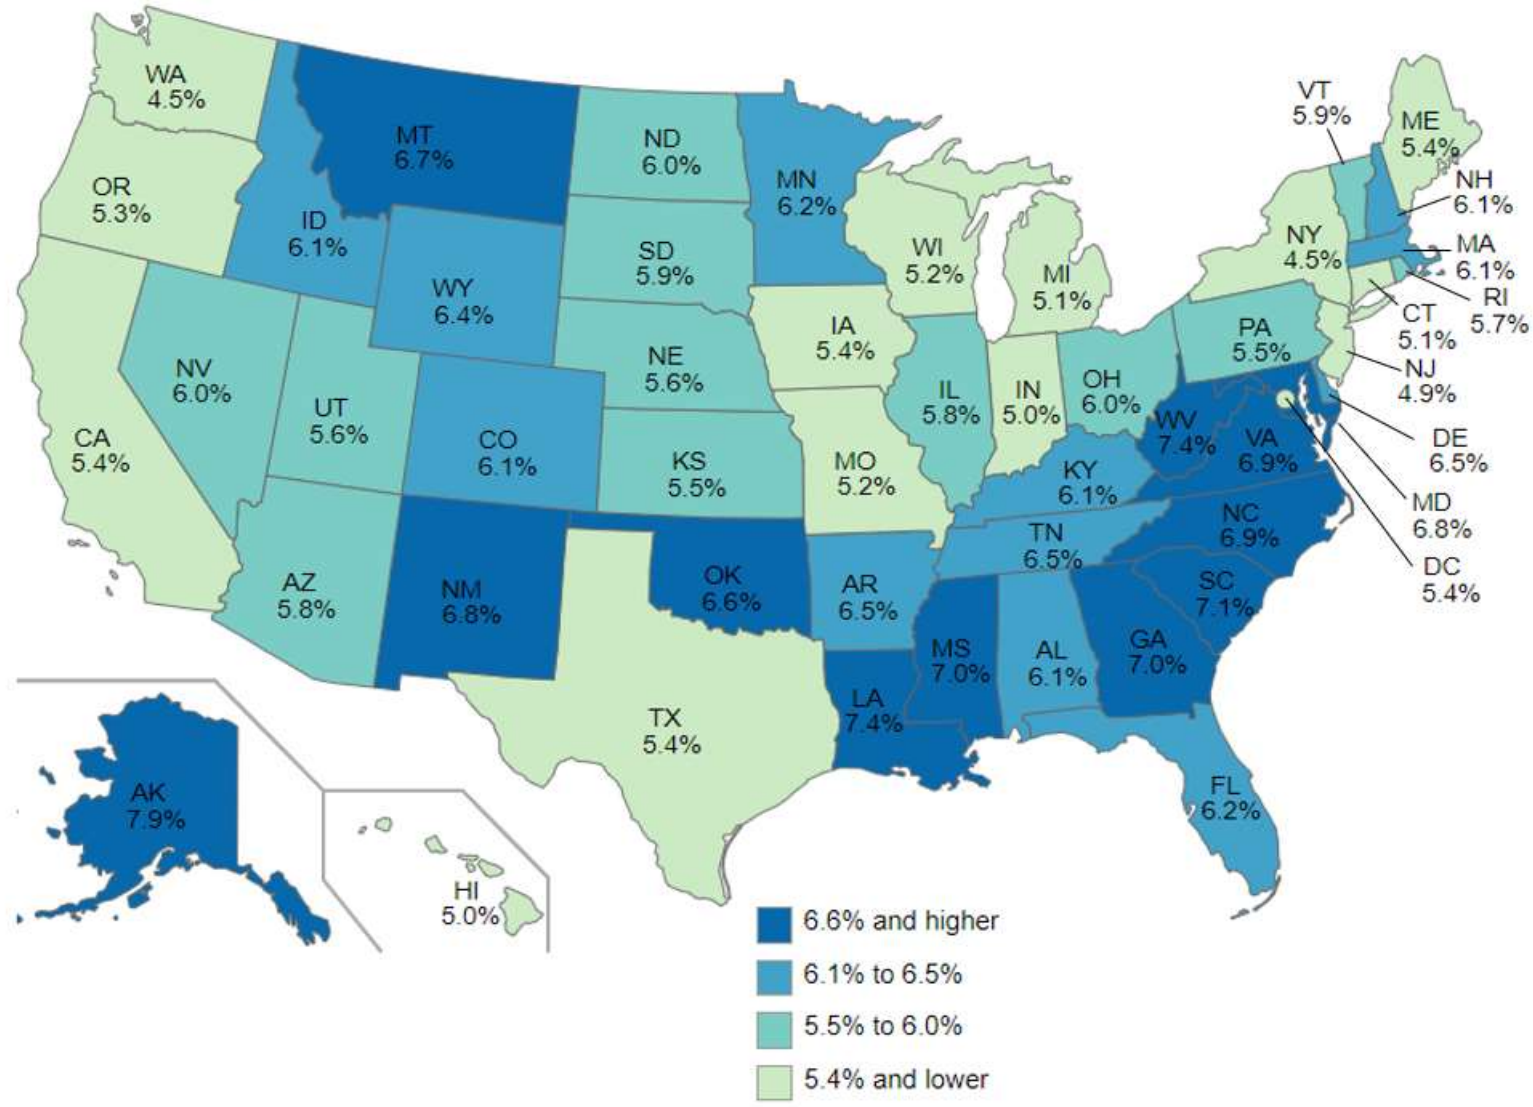 WA
4.5%
MT
6.7%
ND
6.0%
MN
6.2%
VT
5.9%
ME
5.4%
OR
5.3%
ID
6.1%
SD
5.9%
WI
5.2%
MI
5.1%
NY
4.5%
NH
6.1%
MA
6.1%
RI
5.7%
CT
5.1%
NJ
4.9%
WY
6.4%
IA
5.4%
NE
5.6%
PA
5.5%
NV
6.0%
UT
5.6%
CO
6.1%
IL
5.8%
IN
5.0%
OH
6.0%
WV
7.4%
VA
6.9%
DE
6.5%
MD
6.8%
DC
5.4%
CA
5.4%
KS
5.5%
MO
5.2%
KY
6.1%
TN
6.5%
NC
6.9%
SC
7.1%
AZ
5.8%
NM
6.8%
OK
6.6%
AR
6.5%
MS
7.0%
AL
6.1%
GA
7.0%
LA
7.4%
TX
5.4%
FL
6.2%
AK
7.9%
HI
5.0%
6.6% and higher
6.1% to 6.5%
5.5% to 6.0%
5.4% and lower